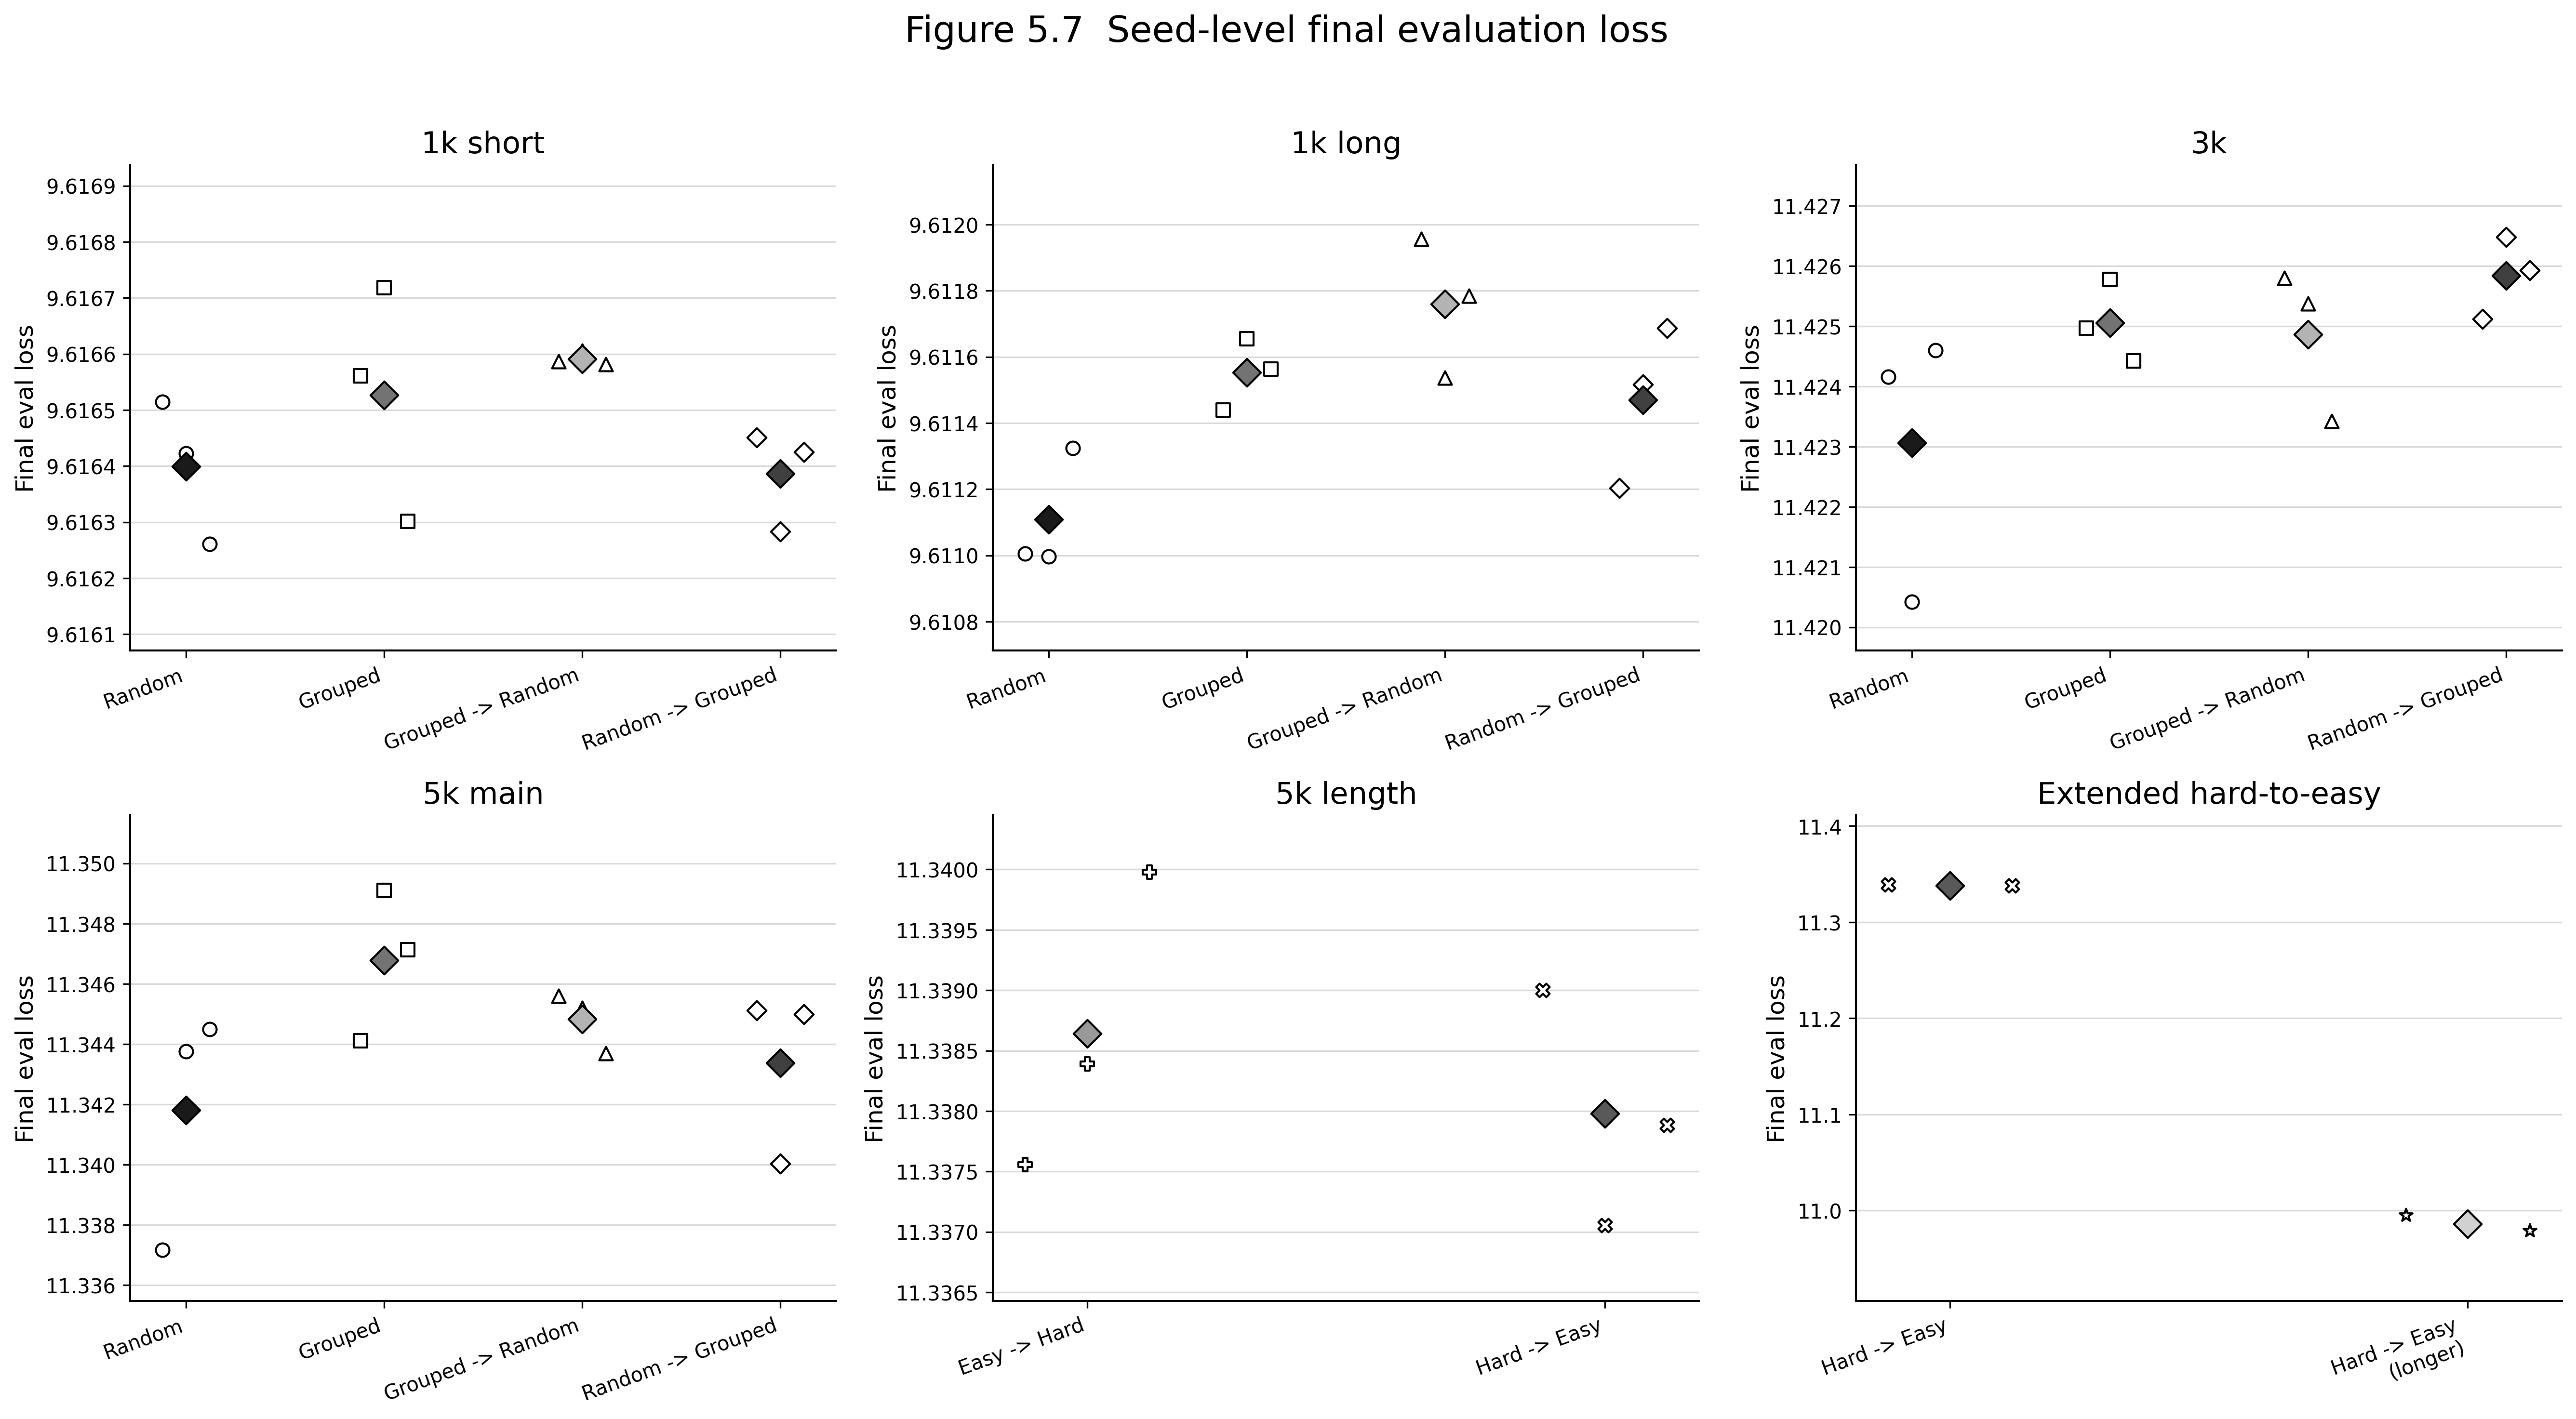 Figure 5.7  Seed-level final evaluation loss
1k short
Final eval loss
9.6169
9.6168
9.6167
9.6166
9.6165
9.6164
9.6163
9.6162
9.6161
Random
Grouped
Grouped -> Random
Random -> Grouped
1k long
Final eval loss
9.6120
9.6118
9.6116
9.6114
9.6112
9.6110
9.6108
Random
Grouped
Grouped -> Random
Random -> Grouped
3k
Final eval loss
11.427
11.426
11.425
11.424
11.423
11.422
11.421
11.420
Random
Grouped
Grouped -> Random
Random -> Grouped
5k main
Final eval loss
11.350
11.348
11.346
11.344
11.342
11.340
11.338
11.336
Random
Grouped
Grouped -> Random
Random -> Grouped
5k length
Final eval loss
11.3400
11.3395
11.3390
11.3385
11.3380
11.3375
11.3370
11.3365
Easy -> Hard
Hard -> Easy
Extended hard-to-easy
Final eval loss
11.4
11.3
11.2
11.1
11.0
Hard -> Easy
Hard -> Easy
(longer)